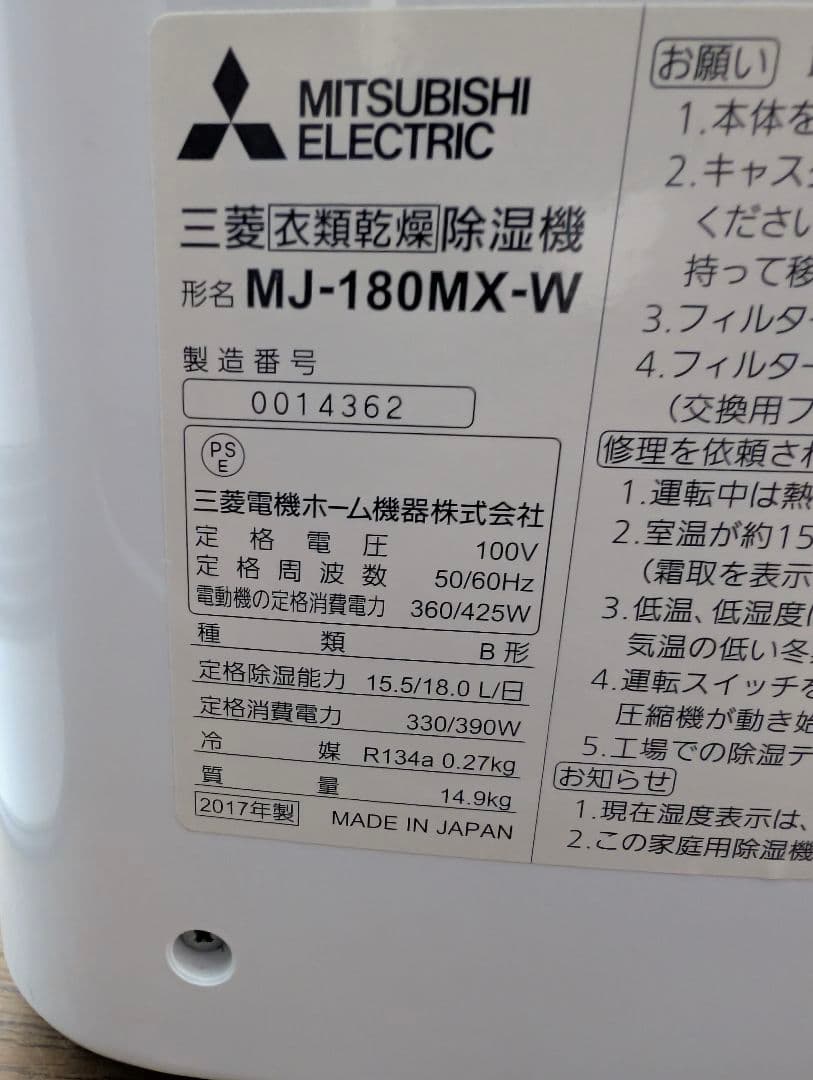 MITSUBISHI
ELECTRIC
三菱衣類乾燥除湿機
形名 MJ-180MX-W
製造番号
0014362
PS
E
三菱電機ホーム機器株式会社
定格電圧 100V
定格周波数 50/60Hz
電動機の定格消費電力 360/425W
種類 B形
定格除湿能力 15.5/18.0 L/日
定格消費電力 330/390W
冷媒 R134a 0.27kg
質量 14.9kg
2017年製 MADE IN JAPAN
お願い
1.本体を
2.キャス
ください
持って移
3.フィルター
4.フィルター
(交換用フ
修理を依頼され
1.運転中は熱
2.室温が約15
(霜取を表示
3.低温、低湿度
気温の低い冬
4.運転スイッチを
圧縮機が動き始
5.工場での除湿テ
お知らせ
1.現在湿度表示は、
2.この家庭用除湿機